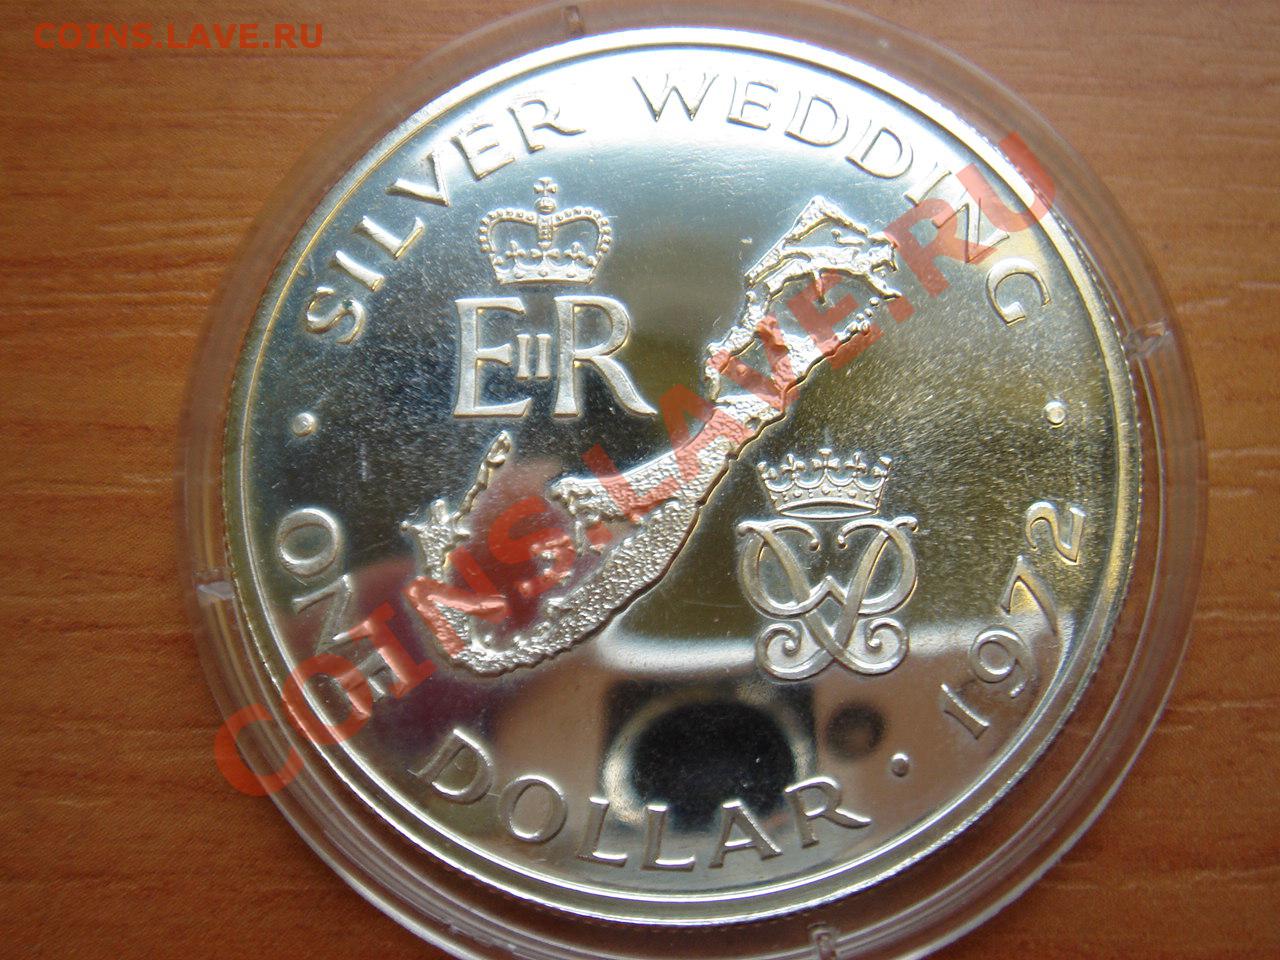 COINS.LAVE.RU
SILVER WEDDING
EIIR
P
ONE DOLLAR · 1972
COINS.LAVE.RU